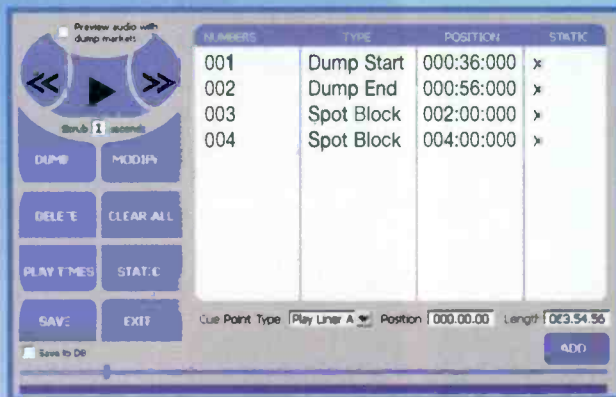 Preview audio with
dump markets
NUMBERS TYPE POSITION STATIC
001 Dump Start 000:36:000 x
002 Dump End 000:56:000 x
003 Spot Block 002:00:000 x
004 Spot Block 004:00:000 x
Scrub 1 seconds
DUMP MODIFY
DELETE CLEAR ALL
PLAY TIMES STATIC
SAVE EXIT
Cue Point Type Play Liner A Position 000.00.00 Length 023.54.56
Save to DB
ADD